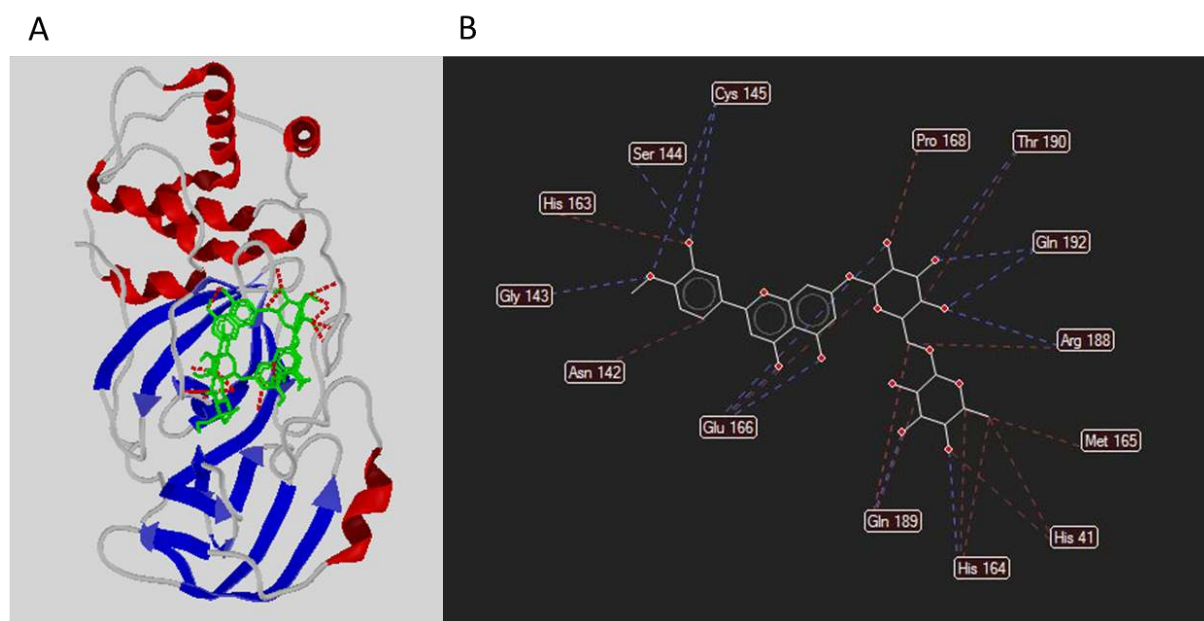 A
B
Cys 145
Ser 144
Pro 168
Thr 190
His 163
Gln 192
Gly 143
Arg 188
Asn 142
Glu 166
Met 165
Gln 189
His 41
His 164